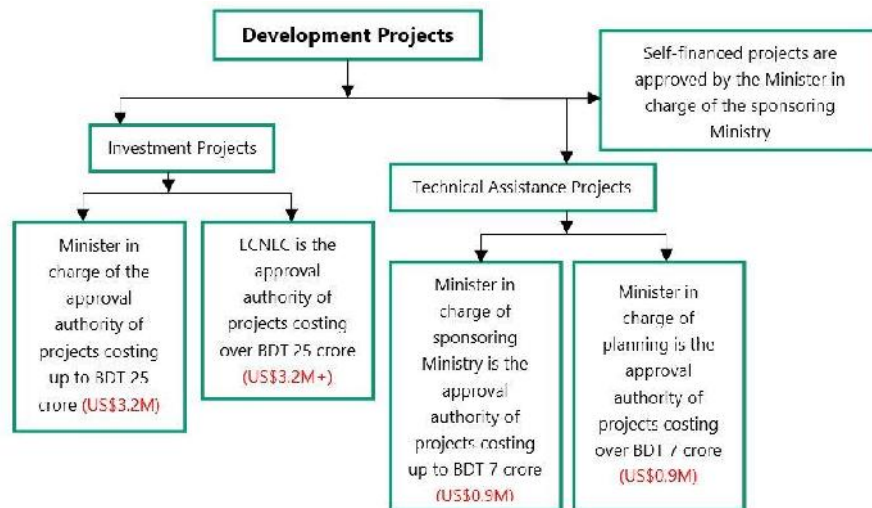 Development Projects
Self-financed projects are
approved by the Minister in
charge of the sponsoring
Ministry
Investment Projects
Technical Assistance Projects
Minister in
charge of the
approval
authority of
projects costing
up to BDT 25
crore (US$3.2M)
ECNEC is the
approval
authority of
projects costing
over BDT 25 crore
(US$3.2M+)
Minister in
charge of
sponsoring
Ministry is the
approval
authority of
projects costing
up to BDT 7 crore
(US$0.9M)
Minister in
charge of
planning is the
approval
authority of
projects costing
over BDT 7 crore
(US$0.9M)